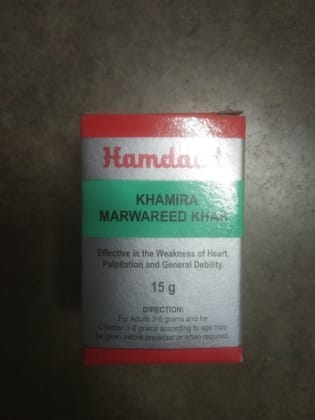 Hamdard
KHAMIRA
MARWAREED KHAS
Effective in the Weakness of Heart,
Palpitation and General Debility.
15 g
DIRECTION:
For Adults 3-5 grams and for
Children 1-2 grams according to age may
be given before breakfast or when required.